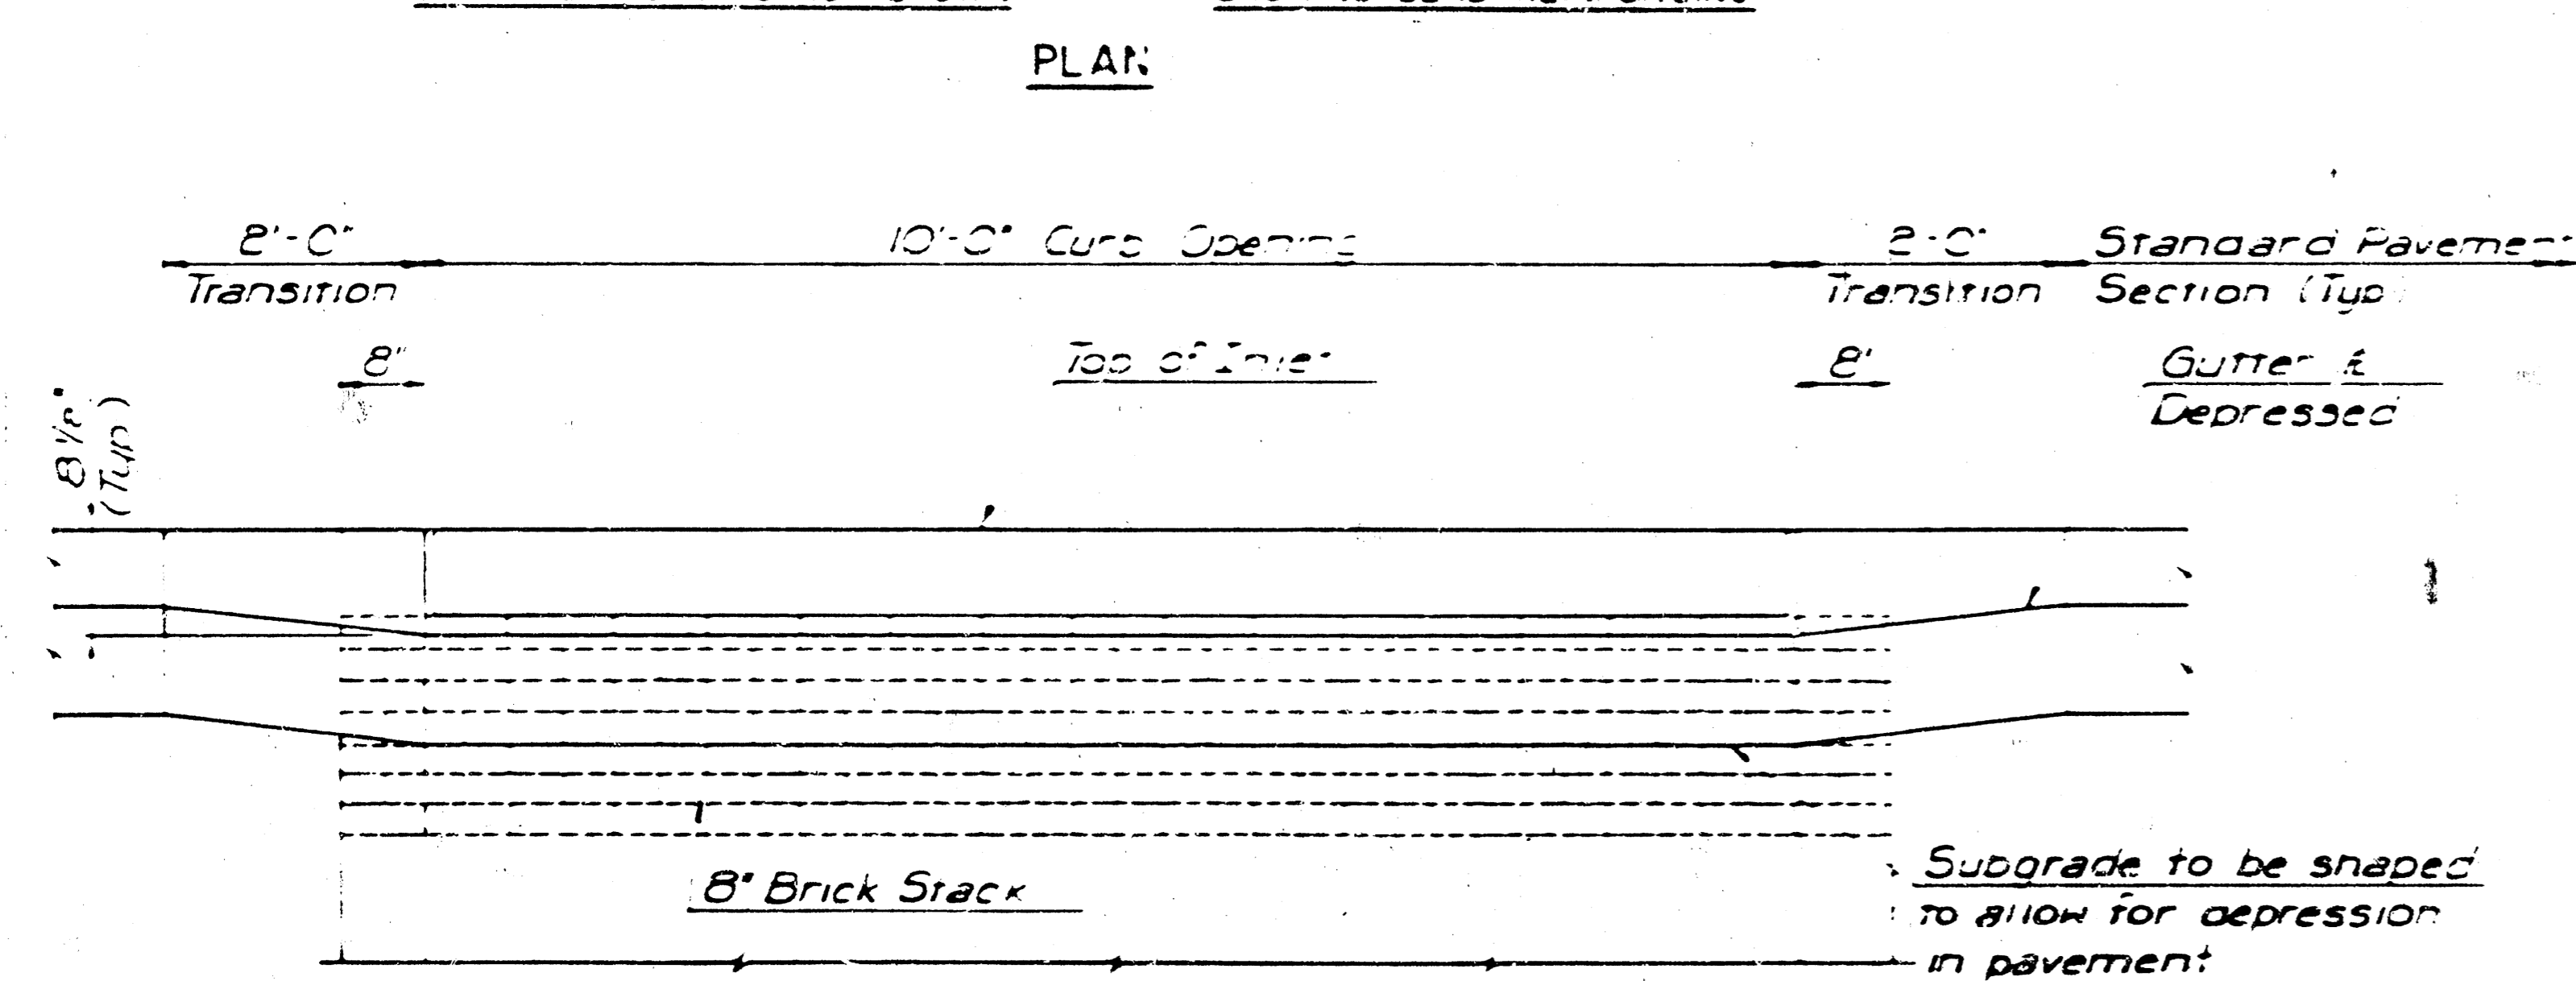 PLAN
2'-0" 10'-0" Curb Opening 2'-0" Standard Pavement
Transition Transition Section (Typ)
8" Top of Inlet 8" Gutter ℄
Depressed
8 1/2"
(Typ)
8" Brick Stack
Subgrade to be shaped
to allow for depression
in pavement